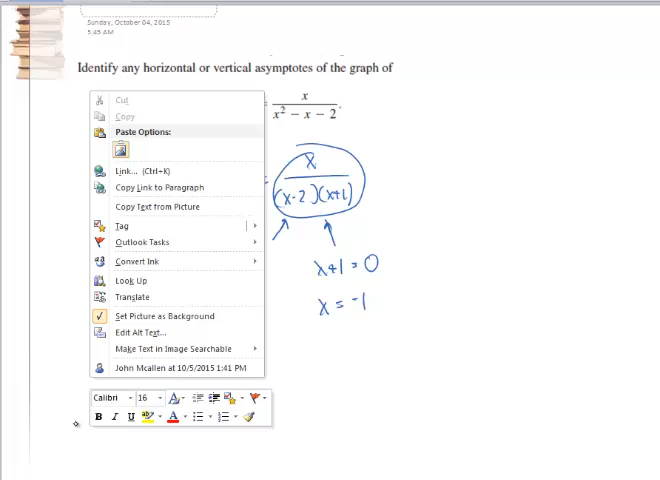 Sunday, October 04, 2015
5:45 AM
Identify any horizontal or vertical asymptotes of the graph of
= x / (x² − x − 2).
Cut
Copy
Paste Options:
Link... (Ctrl+K)
Copy Link to Paragraph
Copy Text from Picture
Tag
Outlook Tasks
Convert Ink
Look Up
Translate
Set Picture as Background
Edit Alt Text...
Make Text in Image Searchable
John Mcallen at 10/5/2015 1:41 PM
= x / (x-2)(x+1)
x+1 = 0
x = -1
Calibri 16
B I U ab A